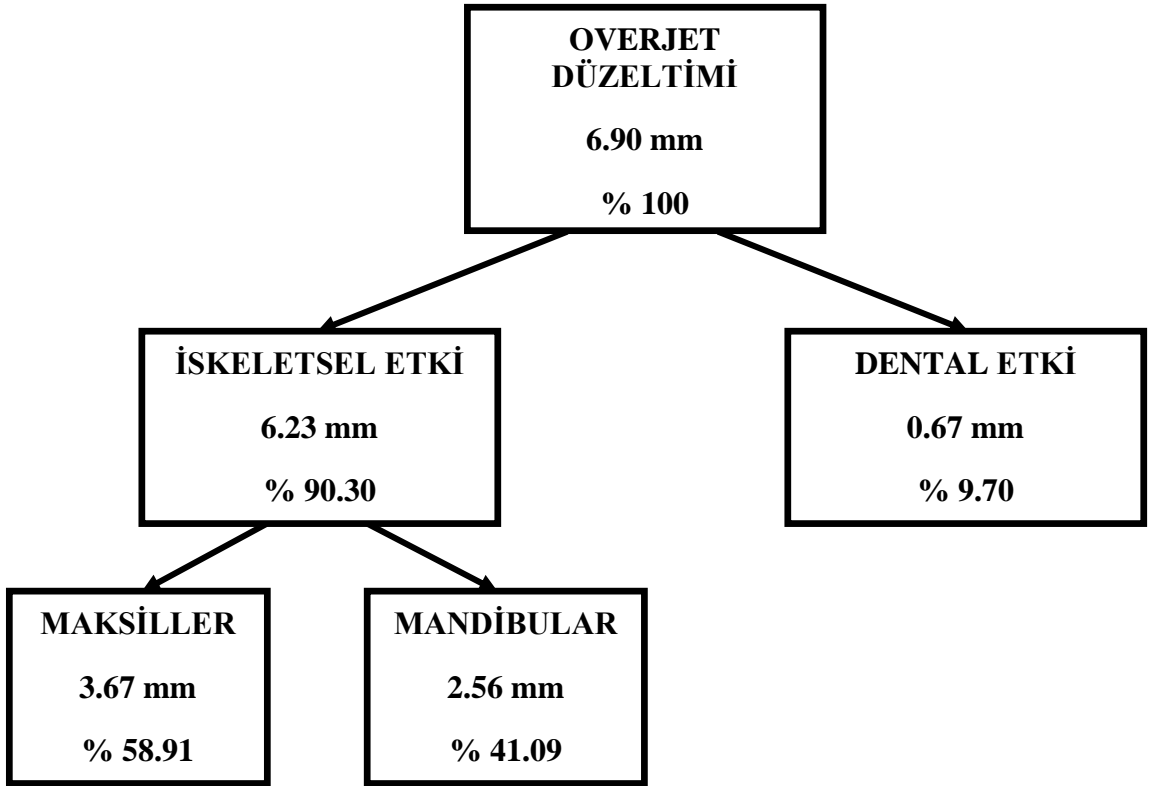 OVERJET
DÜZELTİMİ
6.90 mm
% 100
İSKELETSEL ETKİ
6.23 mm
% 90.30
DENTAL ETKİ
0.67 mm
% 9.70
MAKSİLLER
3.67 mm
% 58.91
MANDİBULAR
2.56 mm
% 41.09